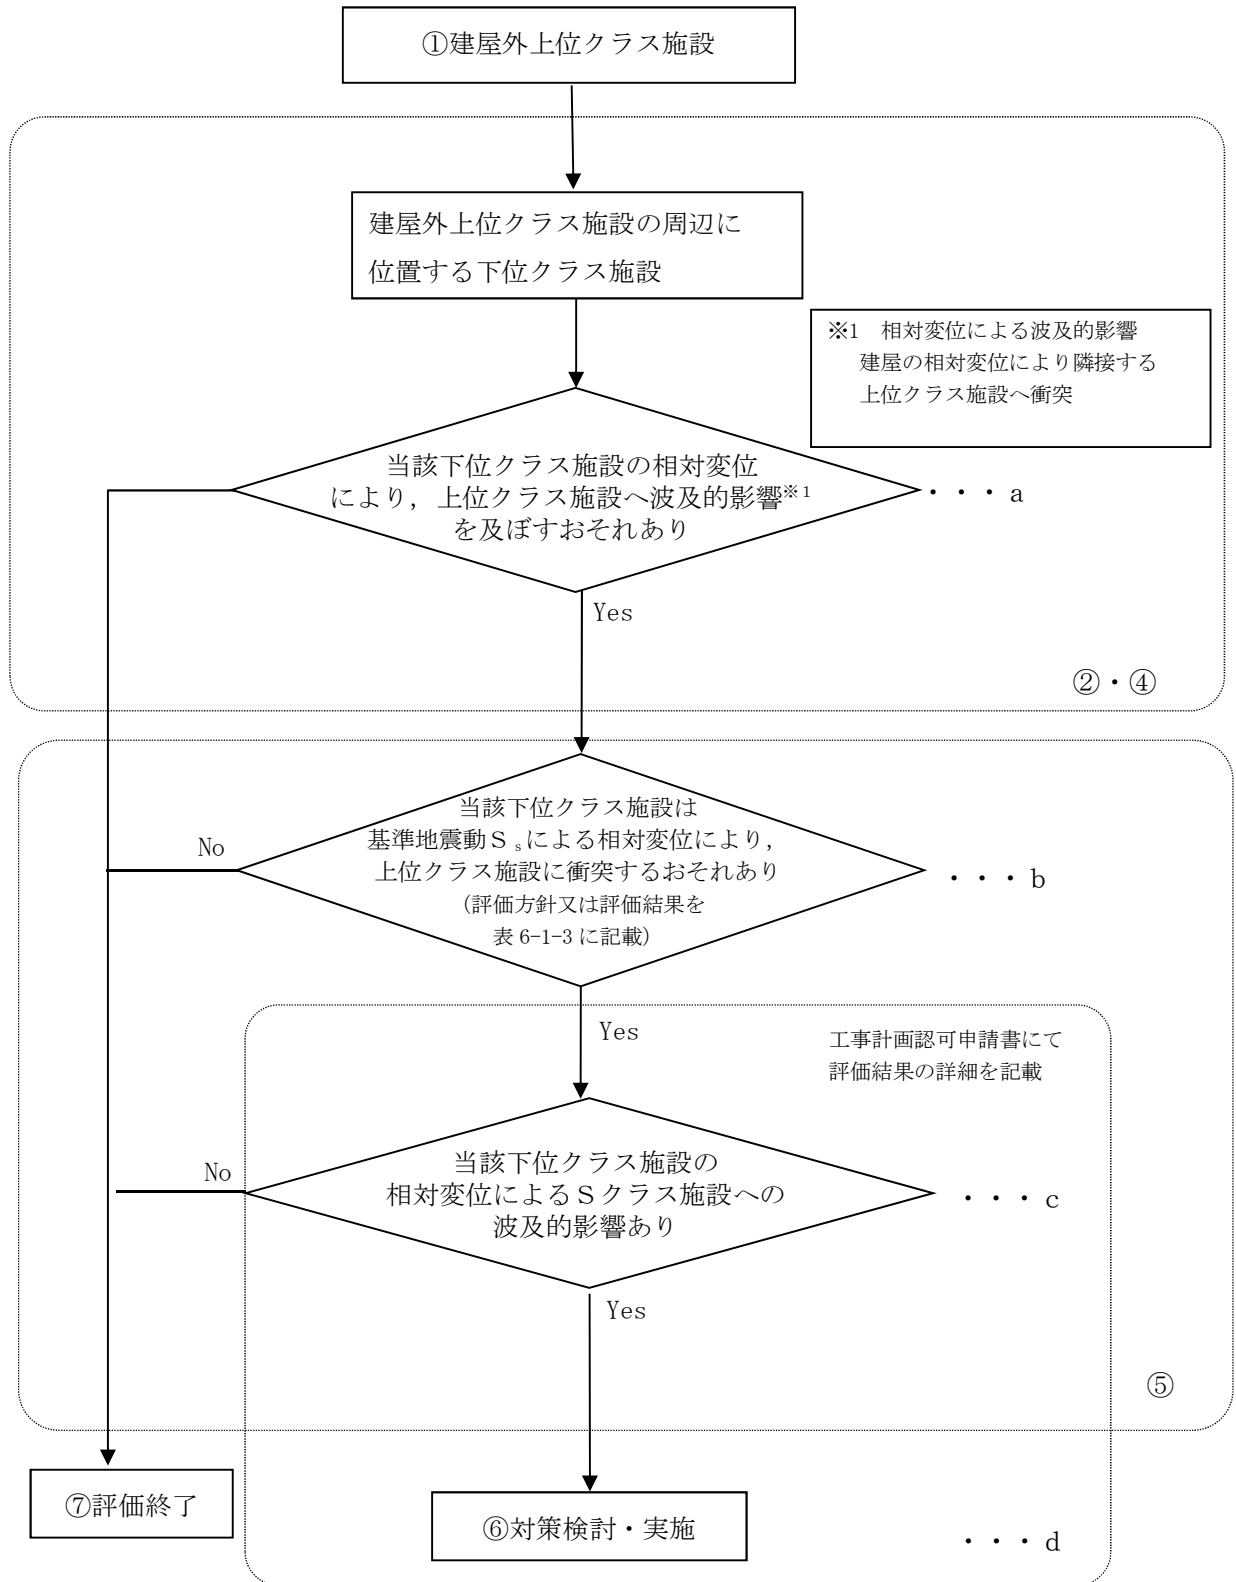 ①建屋外上位クラス施設
建屋外上位クラス施設の周辺に
位置する下位クラス施設
※1 相対変位による波及的影響
建屋の相対変位により隣接する
上位クラス施設へ衝突
当該下位クラス施設の相対変位
により，上位クラス施設へ波及的影響※1
を及ぼすおそれあり
・・・a
Yes
②・④
当該下位クラス施設は
基準地震動Ｓsによる相対変位により，
上位クラス施設に衝突するおそれあり
(評価方針又は評価結果を
表 6-1-3 に記載)
No
・・・b
Yes
工事計画認可申請書にて
評価結果の詳細を記載
当該下位クラス施設の
相対変位によるＳクラス施設への
波及的影響あり
No
・・・c
Yes
⑤
⑦評価終了
⑥対策検討・実施
・・・d